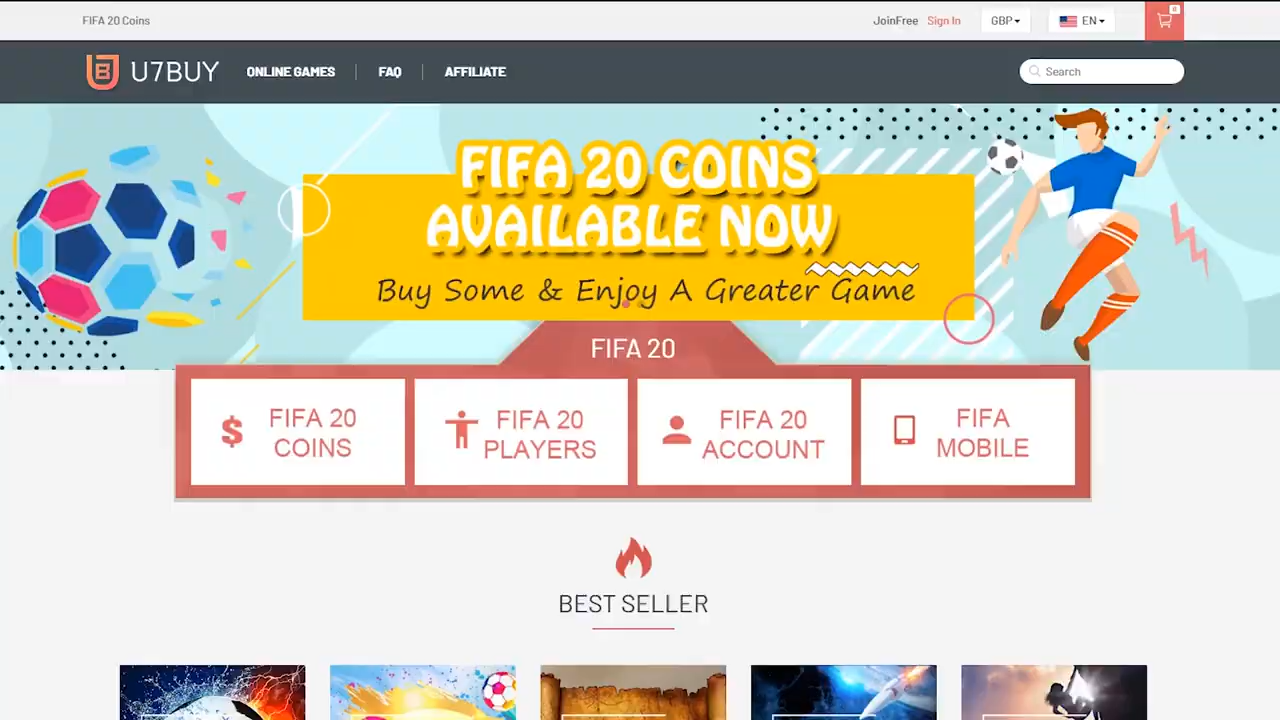 FIFA 20 Coins
JoinFree Sign In GBP EN 0
U7BUY ONLINE GAMES FAQ AFFILIATE Search
FIFA 20 COINS
AVAILABLE NOW
Buy Some & Enjoy A Greater Game
FIFA 20
FIFA 20
COINS
FIFA 20
PLAYERS
FIFA 20
ACCOUNT
FIFA
MOBILE
BEST SELLER